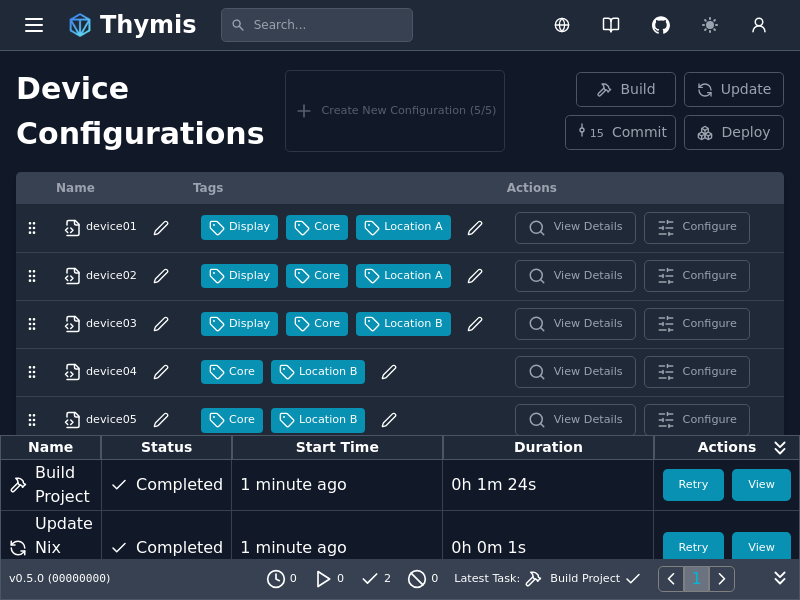 Thymis
Search...
Device
Configurations
Create New Configuration (5/5)
Build
Update
15 Commit
Deploy
Name Tags Actions
device01 Display Core Location A View Details Configure
device02 Display Core Location A View Details Configure
device03 Display Core Location B View Details Configure
device04 Core Location B View Details Configure
device05 Core Location B View Details Configure
Name Status Start Time Duration Actions
Build
Project Completed 1 minute ago 0h 1m 24s Retry View
Update
Nix Completed 1 minute ago 0h 0m 1s Retry View
v0.5.0 (00000000) 0 0 2 0 Latest Task: Build Project 1